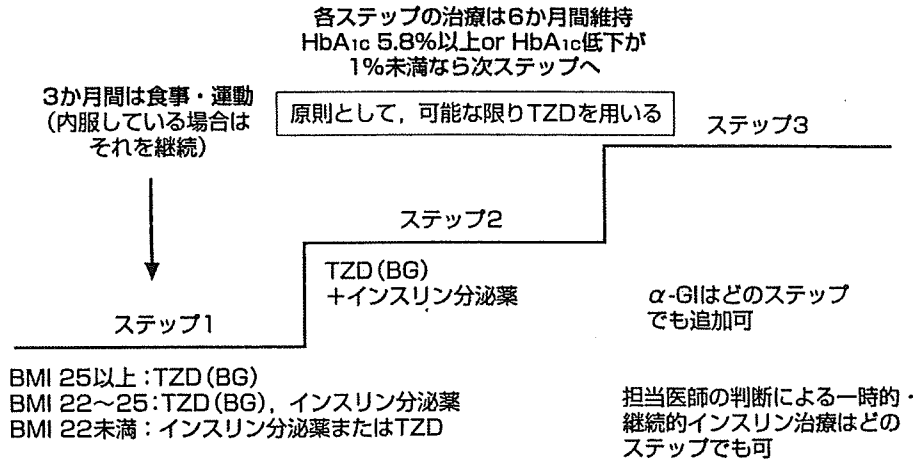 各ステップの治療は6か月間維持
HbA1c 5.8%以上or HbA1c低下が
1%未満なら次ステップへ
3か月間は食事・運動
(内服している場合は
それを継続)
原則として，可能な限りTZDを用いる
ステップ3
ステップ2
TZD(BG)
+インスリン分泌薬
α-GIはどのステップ
でも追加可
ステップ1
BMI 25以上：TZD(BG)
BMI 22〜25：TZD(BG)，インスリン分泌薬
BMI 22未満：インスリン分泌薬またはTZD
担当医師の判断による一時的・
継続的インスリン治療はどの
ステップでも可